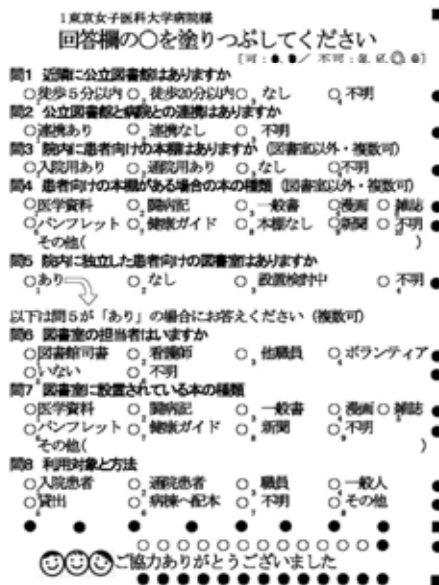 1東京女子医科大学病院様
回答欄の○を塗りつぶしてください
問1 近隣に公立図書館はありますか
○徒歩5分以内 ○徒歩20分以内 ○なし ○不明
問2 公立図書館と病院との連携はありますか
○連携あり ○連携なし ○不明
問3 院内に患者向けの本棚はありますか(図書室以外・複数可)
○入院用あり ○通院用あり ○なし ○不明
問4 患者向けの本棚がある場合の本の種類(図書室以外・複数可)
○医学資料 ○闘病記 ○一般書 ○漫画 ○雑誌
○パンフレット ○健康ガイド ○本棚なし ○新聞 ○不明
その他(
問5 院内に独立した患者向けの図書室はありますか
○あり ○なし ○設置検討中 ○不明
以下は問5が「あり」の場合にお答えください(複数可)
問6 図書室の担当者はいますか
○図書館司書 ○看護師 ○他職員 ○ボランティア
○いない ○不明
問7 図書室に設置されている本の種類
○医学資料 ○闘病記 ○一般書 ○漫画 ○雑誌
○パンフレット ○健康ガイド ○新聞 ○不明
その他( )
問8 利用対象と方法
○入院患者 ○通院患者 ○職員 ○一般人
○貸出 ○病棟へ配本 ○不明 ○その他
ご協力ありがとうございました